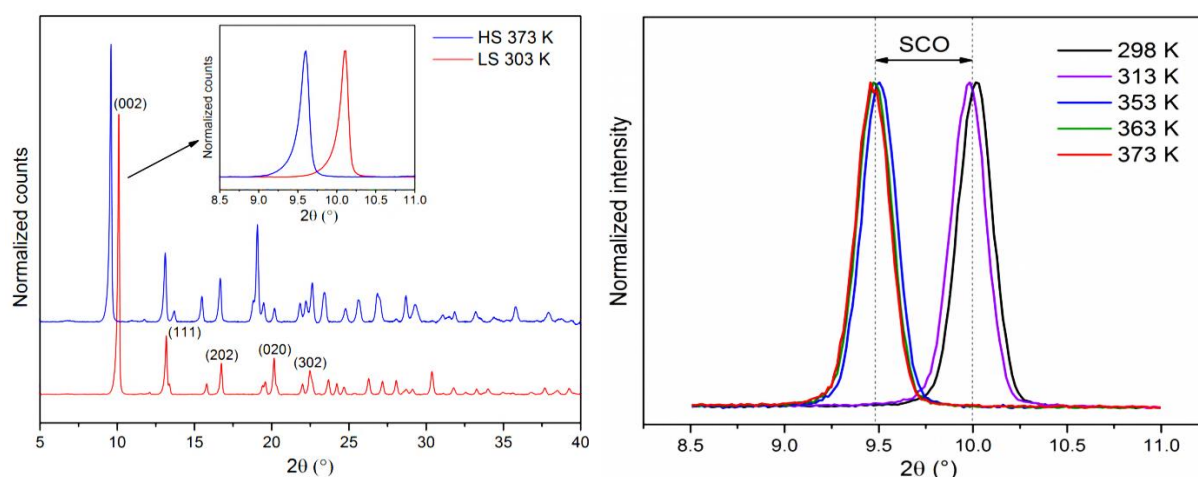 Normalized counts
HS 373 K
LS 303 K
(002)
(111)
(202)
(020)
(302)
5 10 15 20 25 30 35 40
2θ (°)
Normalized counts
8.5 9.0 9.5 10.0 10.5 11.0
2θ (°)
Normalized intensity
SCO
298 K
313 K
353 K
363 K
373 K
8.5 9.0 9.5 10.0 10.5 11.0
2θ (°)